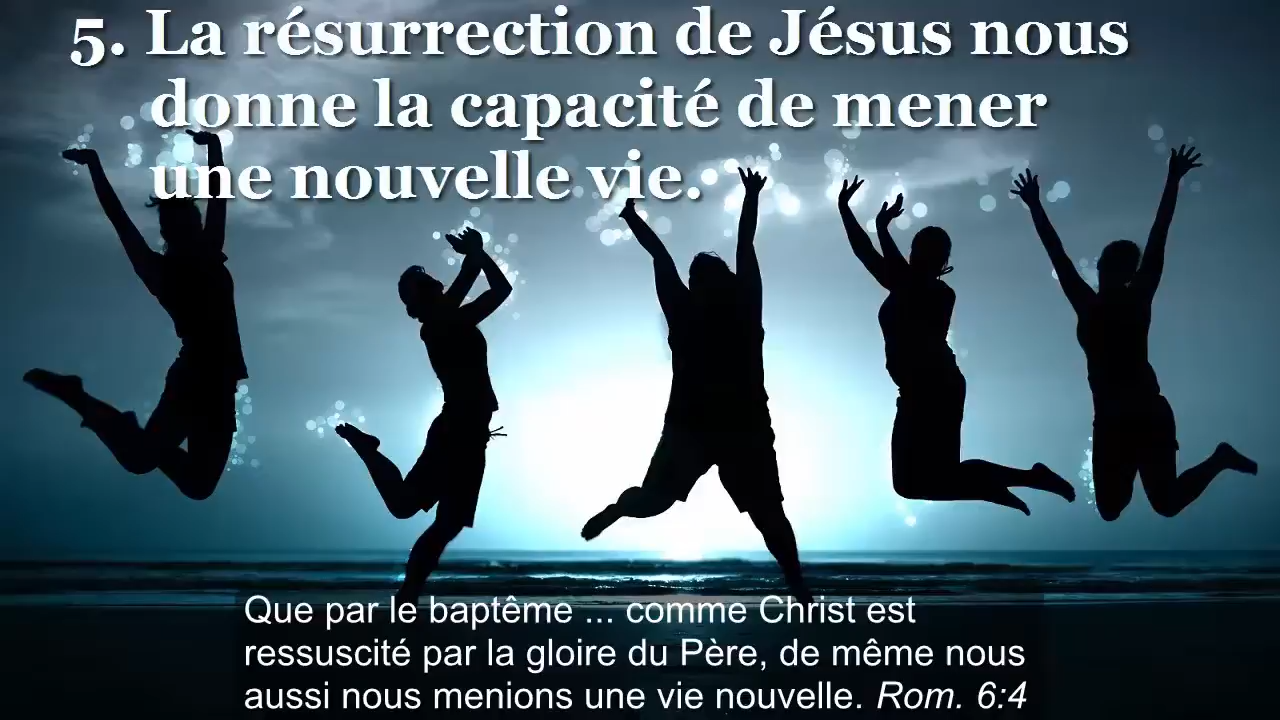 5. La résurrection de Jésus nous
donne la capacité de mener
une nouvelle vie.
Que par le baptême ... comme Christ est
ressuscité par la gloire du Père, de même nous
aussi nous menions une vie nouvelle. Rom. 6:4